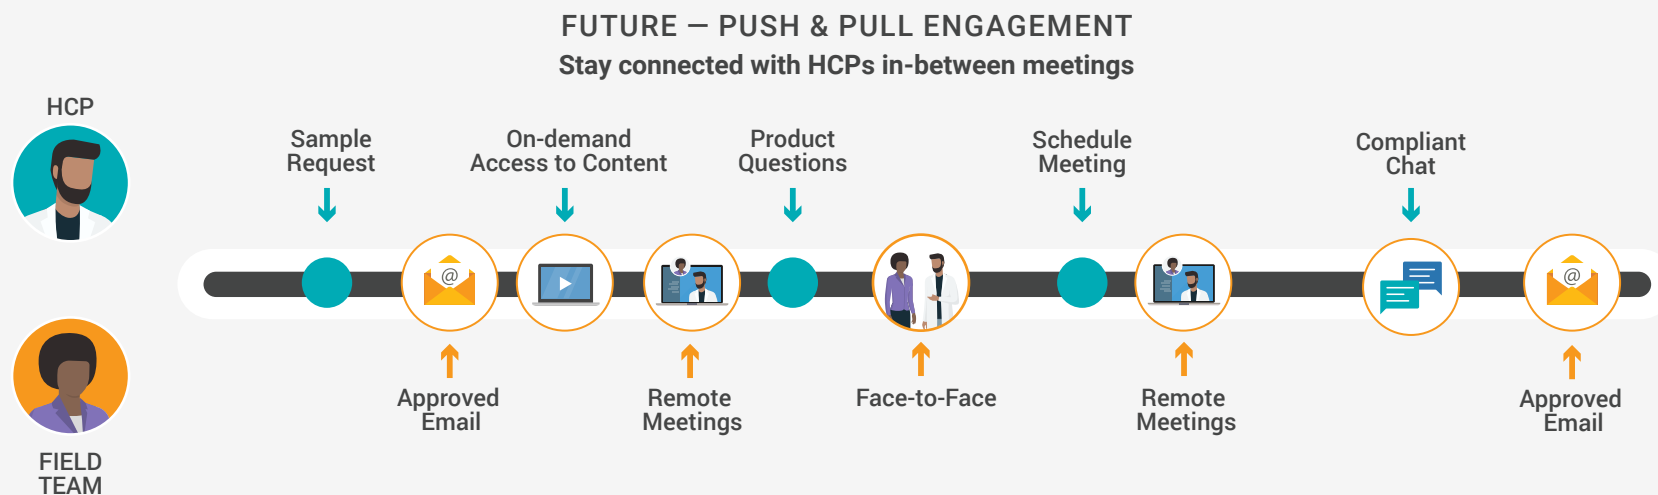 FUTURE — PUSH & PULL ENGAGEMENT
Stay connected with HCPs in-between meetings
HCP
Sample
Request
On-demand
Access to Content
Product
Questions
Schedule
Meeting
Compliant
Chat
@
@
Approved
Email
Remote
Meetings
Face-to-Face
Remote
Meetings
Approved
Email
FIELD
TEAM